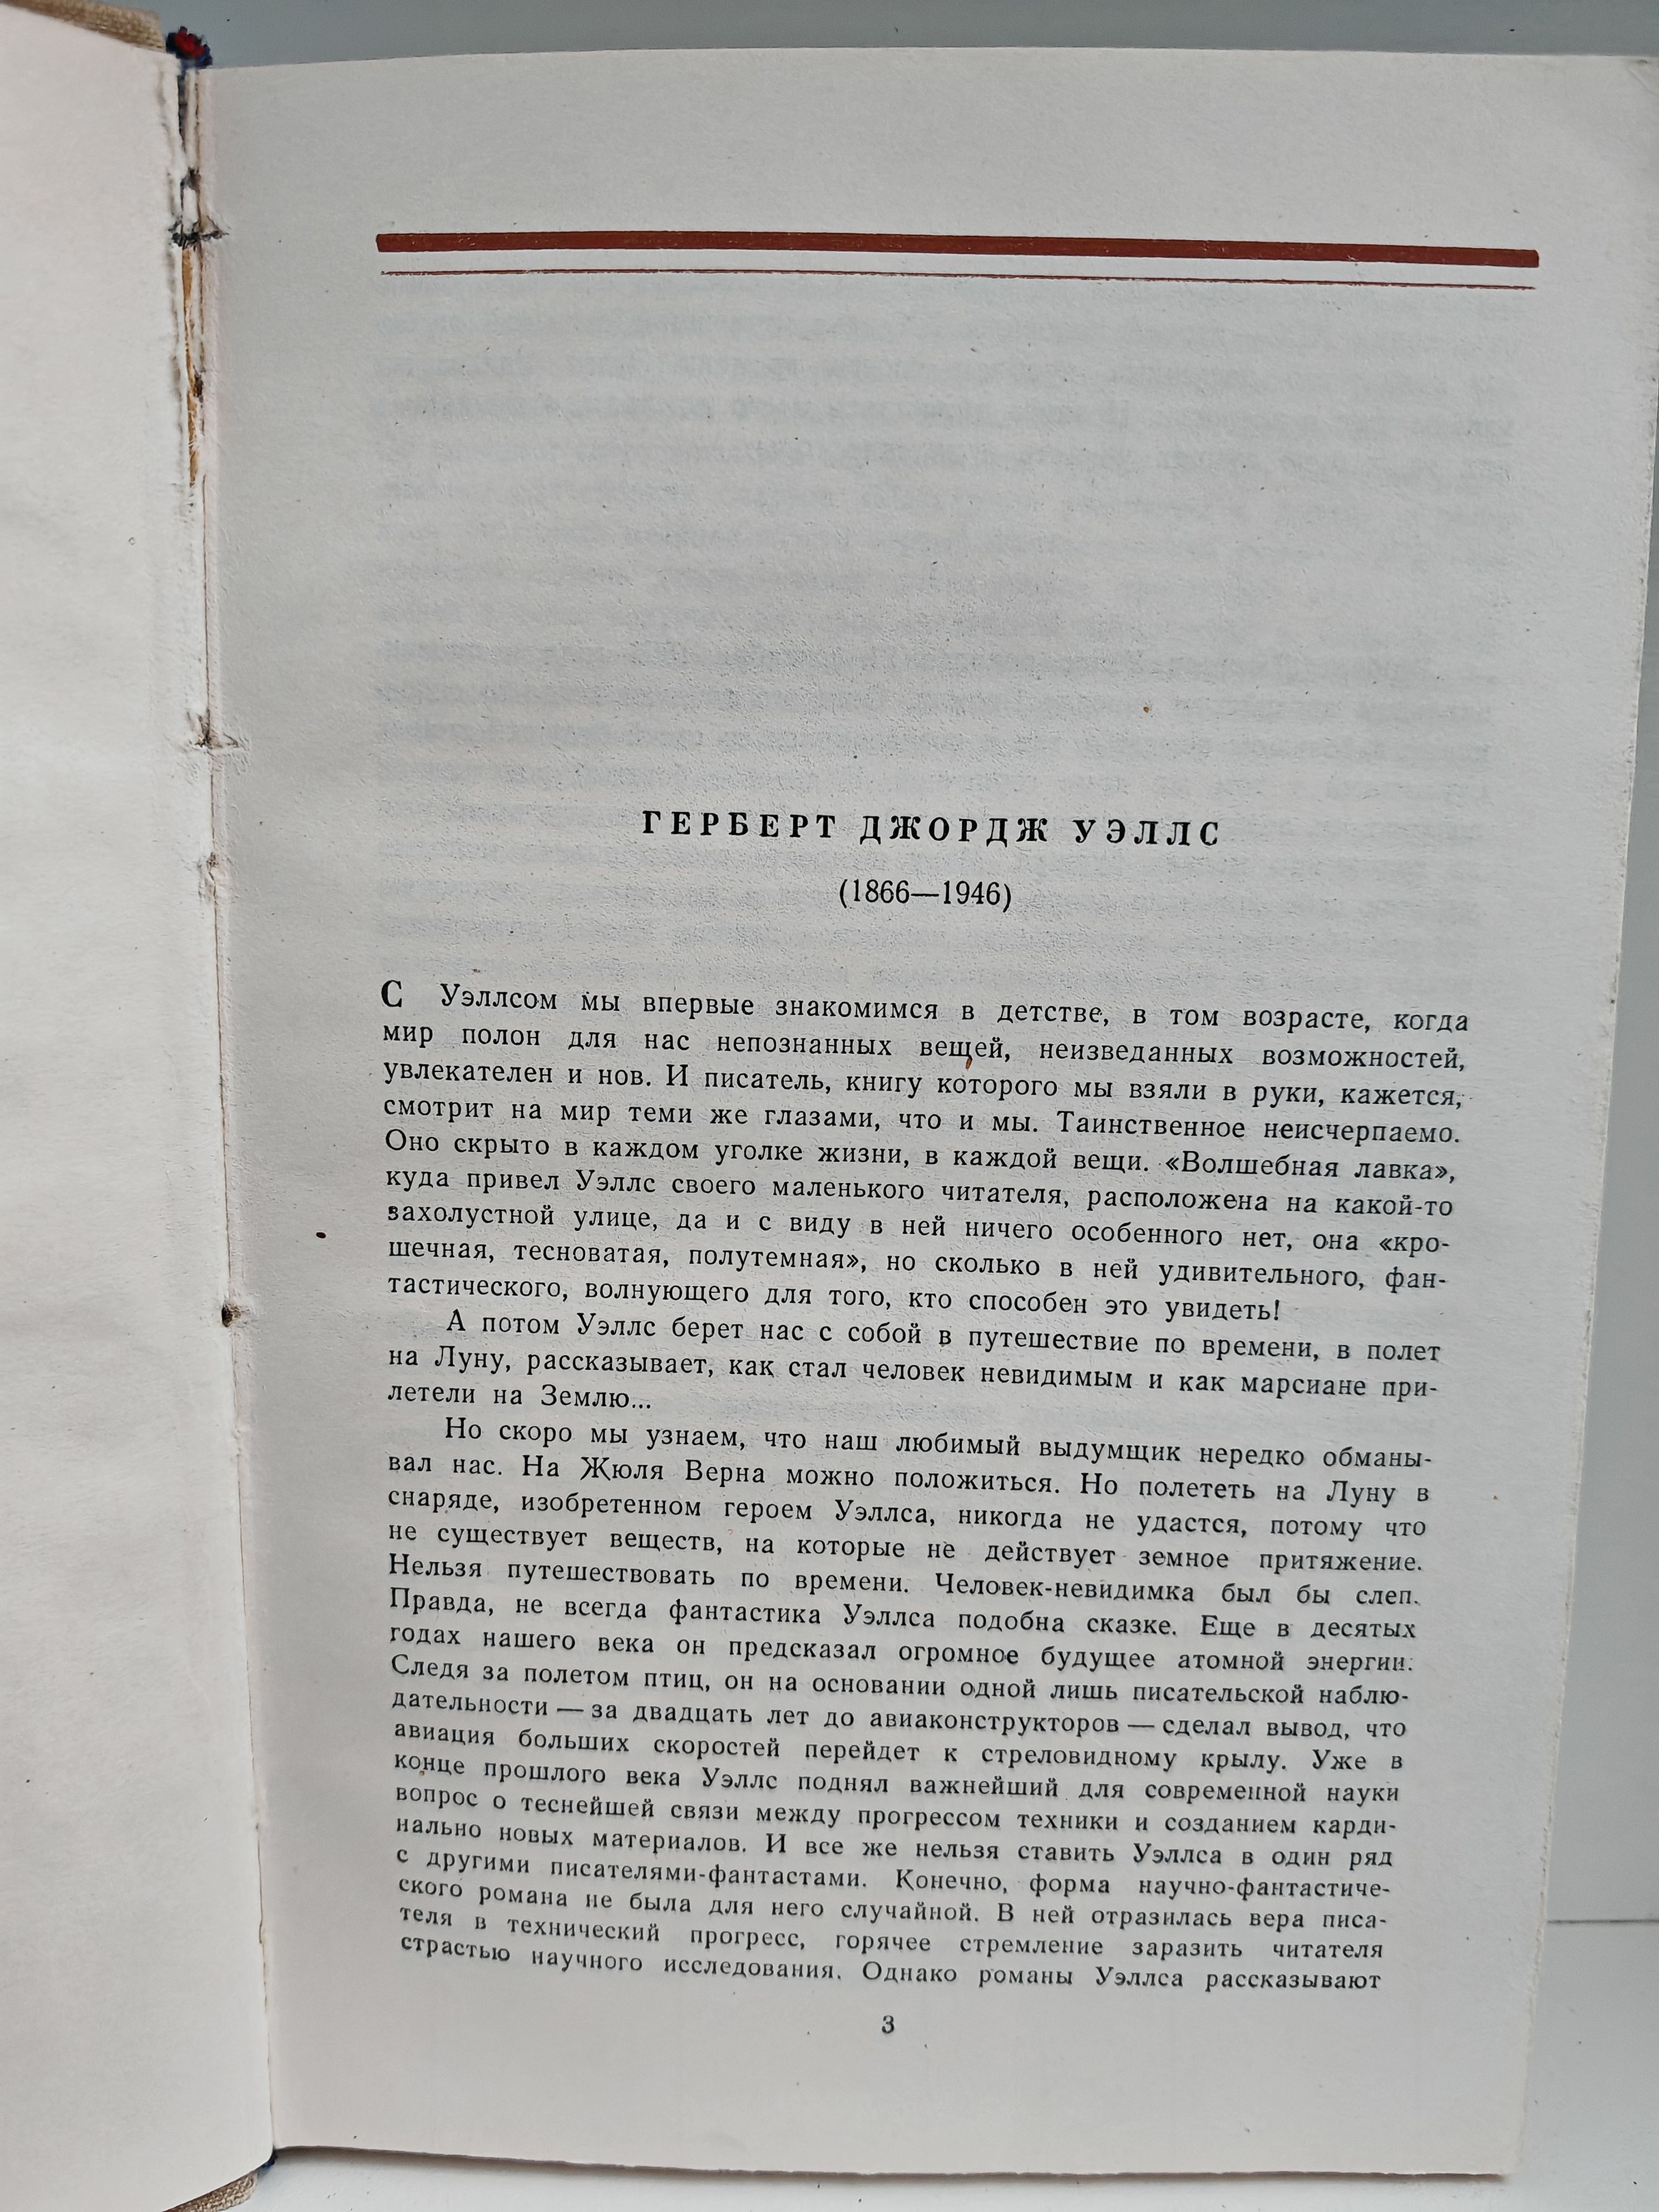 ГЕРБЕРТ ДЖОРДЖ УЭЛЛС
(1866—1946)
С Уэллсом мы впервые знакомимся в детстве, в том возрасте, когда
мир полон для нас непознанных вещей, неизведанных возможностей,
увлекателен и нов. И писатель, книгу которого мы взяли в руки, кажется,
смотрит на мир теми же глазами, что и мы. Таинственное неисчерпаемо.
Оно скрыто в каждом уголке жизни, в каждой вещи. «Волшебная лавка»,
куда привел Уэллс своего маленького читателя, расположена на какой-то
захолустной улице, да и с виду в ней ничего особенного нет, она «кро-
шечная, тесноватая, полутемная», но сколько в ней удивительного, фан-
тастического, волнующего для того, кто способен это увидеть!
А потом Уэллс берет нас с собой в путешествие по времени, в полет
на Луну, рассказывает, как стал человек невидимым и как марсиане при-
летели на Землю...
Но скоро мы узнаем, что наш любимый выдумщик нередко обманы-
вал нас. На Жюля Верна можно положиться. Но полететь на Луну в
снаряде, изобретенном героем Уэллса, никогда не удастся, потому что
не существует веществ, на которые не действует земное притяжение.
Нельзя путешествовать по времени. Человек-невидимка был бы слеп.
Правда, не всегда фантастика Уэллса подобна сказке. Еще в десятых
годах нашего века он предсказал огромное будущее атомной энергии.
Следя за полетом птиц, он на основании одной лишь писательской наблю-
дательности — за двадцать лет до авиаконструкторов — сделал вывод, что
авиация больших скоростей перейдет к стреловидному крылу. Уже в
конце прошлого века Уэллс поднял важнейший для современной науки
вопрос о теснейшей связи между прогрессом техники и созданием карди-
нально новых материалов. И все же нельзя ставить Уэллса в один ряд
с другими писателями-фантастами. Конечно, форма научно-фантастиче-
ского романа не была для него случайной. В ней отразилась вера писа-
теля в технический прогресс, горячее стремление заразить читателя
страстью научного исследования. Однако романы Уэллса рассказывают
3